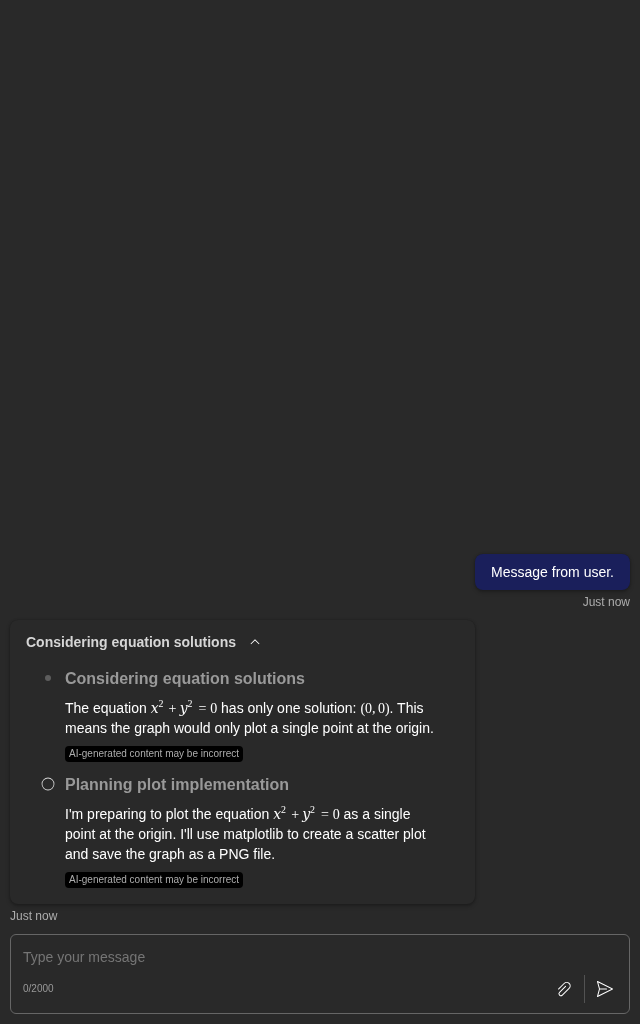 Message from user.
Just now
Considering equation solutions
Considering equation solutions
The equation x² + y² = 0 has only one solution: (0, 0). This
means the graph would only plot a single point at the origin.
AI-generated content may be incorrect
Planning plot implementation
I'm preparing to plot the equation x² + y² = 0 as a single
point at the origin. I'll use matplotlib to create a scatter plot
and save the graph as a PNG file.
AI-generated content may be incorrect
Just now
Type your message
0/2000